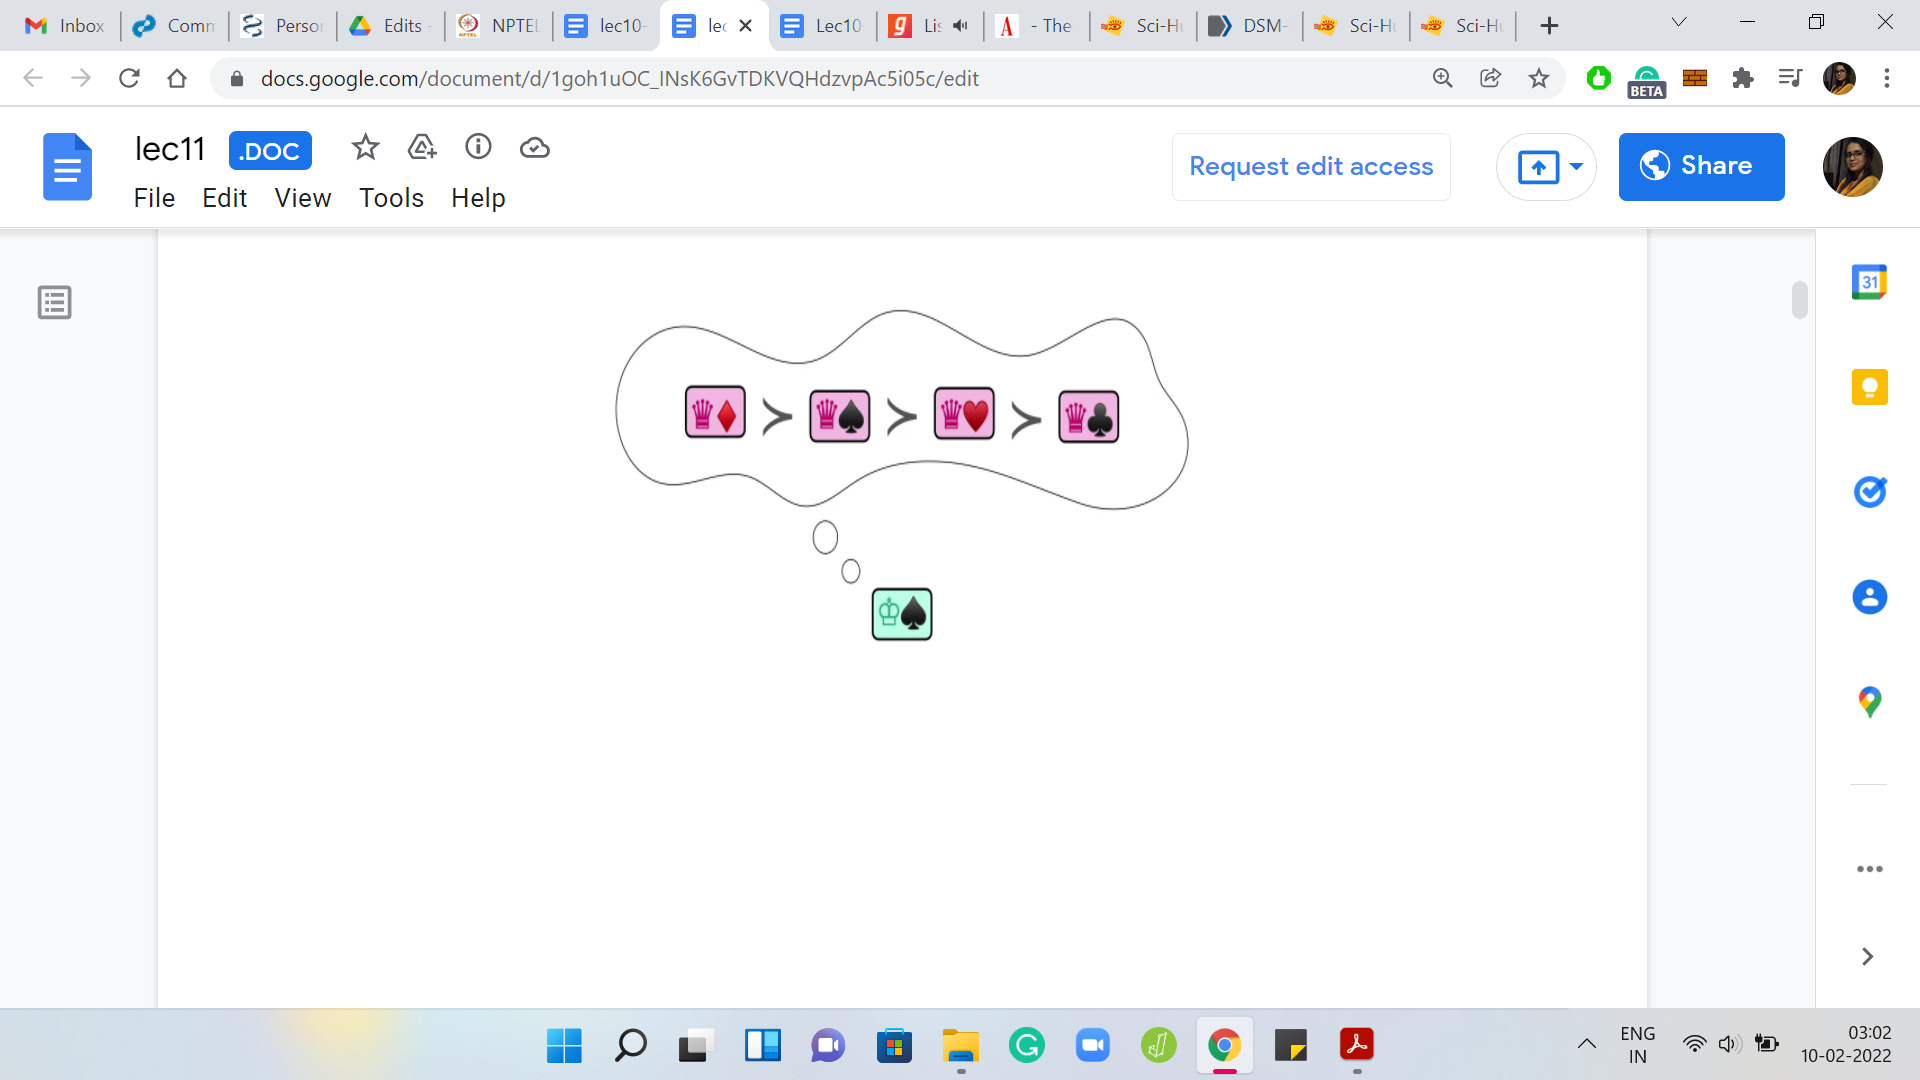 Inbox Comm Person Edits - NPTEL lec10- lec Lec10 Lis - The Sci-Hu DSM- Sci-Hu Sci-Hu
docs.google.com/document/d/1goh1uOC_INsK6GvTDKVQHdzvpAc5i05c/edit
BETA
lec11 .DOC
Request edit access
Share
File Edit View Tools Help
31
ENG
IN
03:02
10-02-2022